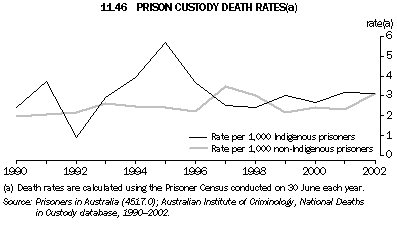 11.46 PRISON CUSTODY DEATH RATES(a)
rate(a)
6
5
4
3
2
1
0
Rate per 1,000 Indigenous prisoners
Rate per 1,000 non-Indigenous prisoners
1990 1992 1994 1996 1998 2000 2002
(a) Death rates are calculated using the Prisoner Census conducted on 30 June each year.
Source: Prisoners in Australia (4517.0); Australian Institute of Criminology, National Deaths
in Custody database, 1990–2002.